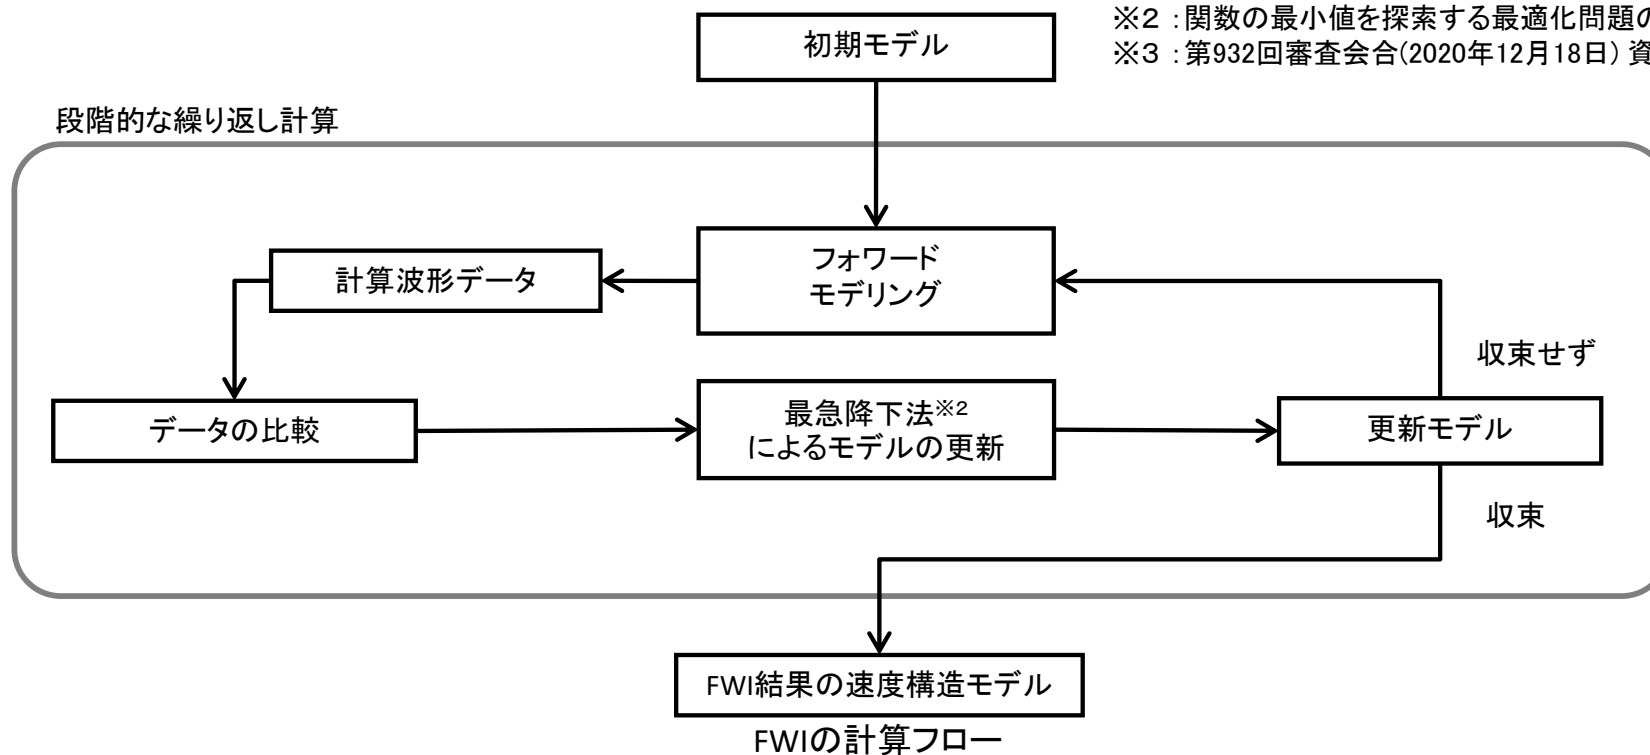 ※2：関数の最小値を探索する最適化問題の
※3：第932回審査会合(2020年12月18日)資
初期モデル
段階的な繰り返し計算
フォワード
モデリング
計算波形データ
収束せず
データの比較
最急降下法※2
によるモデルの更新
更新モデル
収束
FWI結果の速度構造モデル
FWIの計算フロー